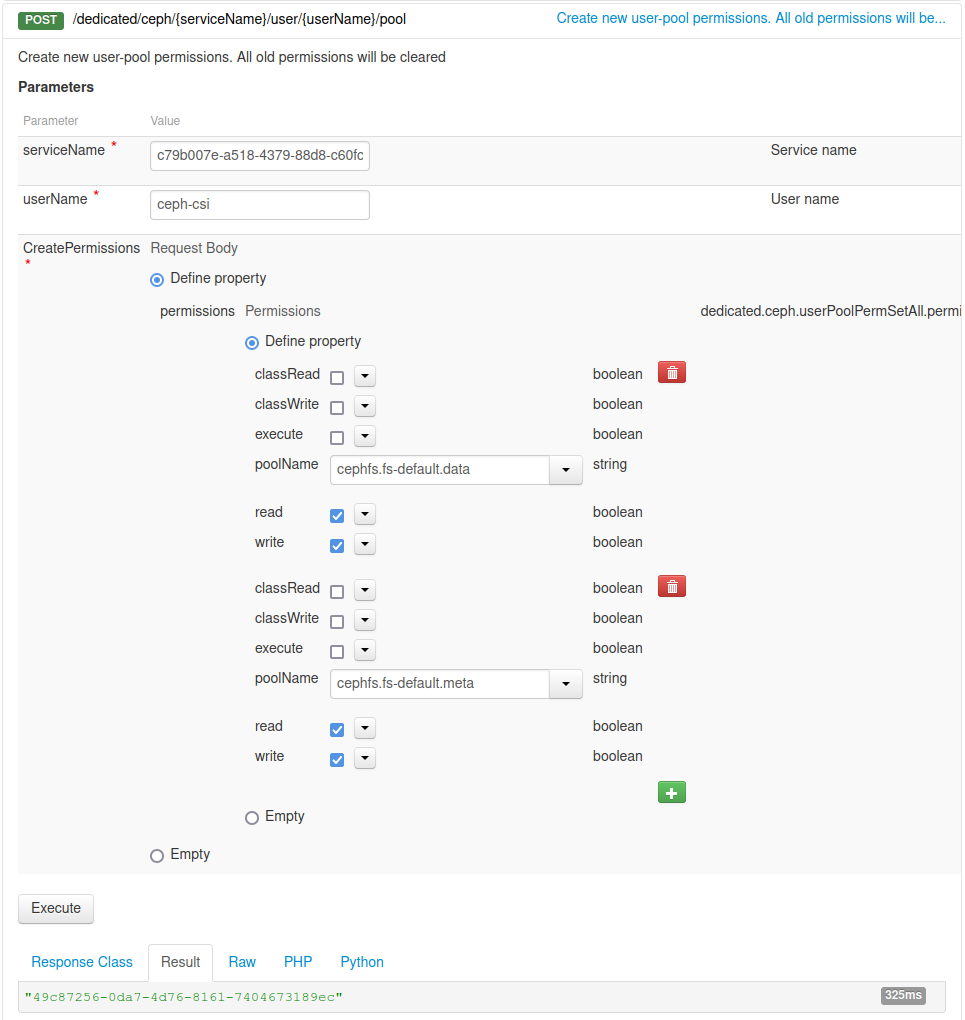 POST /dedicated/ceph/{serviceName}/user/{userName}/pool Create new user-pool permissions. All old permissions will be...
Create new user-pool permissions. All old permissions will be cleared
Parameters
Parameter Value
serviceName * c79b007e-a518-4379-88d8-c60fc Service name
userName * ceph-csi User name
CreatePermissions Request Body
*
Define property
permissions Permissions dedicated.ceph.userPoolPermSetAll.permi
Define property
classRead boolean
classWrite boolean
execute boolean
poolName cephfs.fs-default.data string
read boolean
write boolean
classRead boolean
classWrite boolean
execute boolean
poolName cephfs.fs-default.meta string
read boolean
write boolean
Empty
Empty
Execute
Response Class Result Raw PHP Python
"49c87256-0da7-4d76-8161-7404673189ec" 325ms